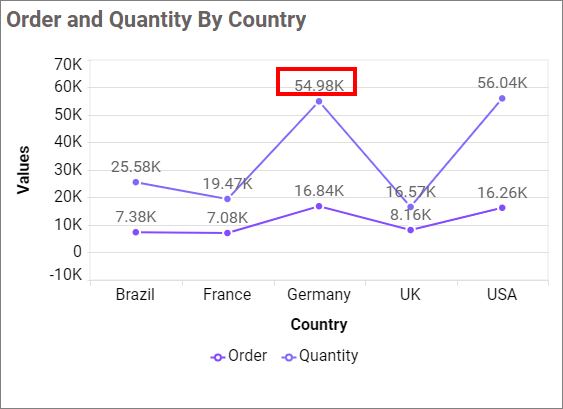 Order and Quantity By Country
70K
60K
50K
40K
30K
20K
10K
0
-10K
Values
54.98K
56.04K
25.58K
19.47K
16.57K
16.84K
16.26K
7.38K
7.08K
8.16K
Brazil France Germany UK USA
Country
Order Quantity